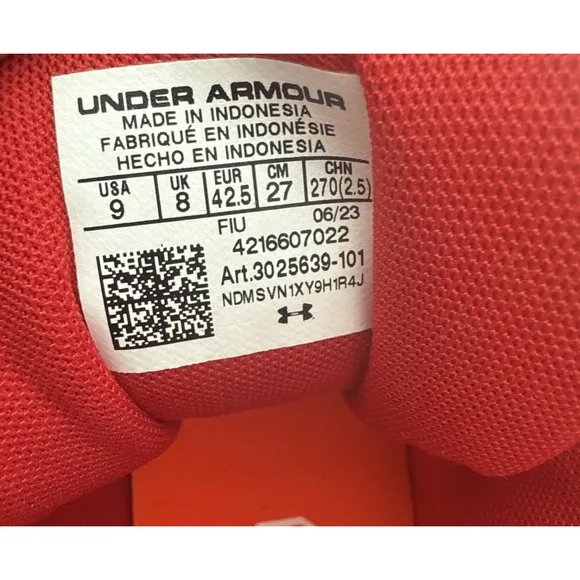 UNDER ARMOUR
MADE IN INDONESIA
FABRIQUÉ EN INDONÉSIE
HECHO EN INDONESIA
USA UK EUR CM CHN
9 8 42.5 27 270(2.5)
FIU 06/23
4216607022
Art.3025639-101
NDMSVN1XY9H1R4J